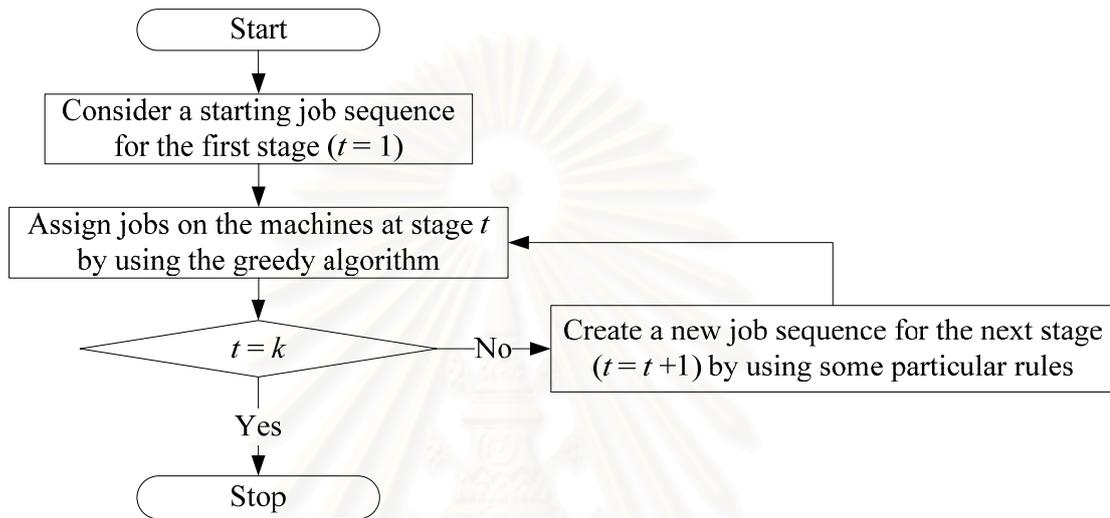 Start
Consider a starting job sequence
for the first stage (t = 1)
Assign jobs on the machines at stage t
by using the greedy algorithm
t = k
No
Create a new job sequence for the next stage
(t = t +1) by using some particular rules
Yes
Stop